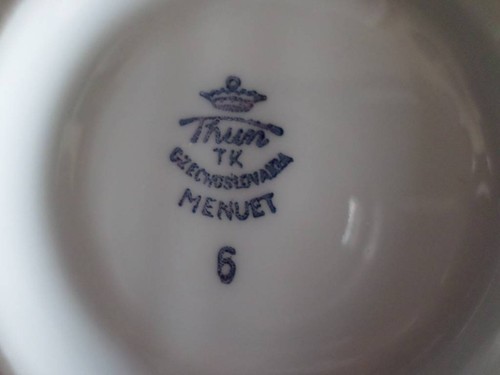 Thun
TK
CZECHOSLOVAKIA
MENUET
6